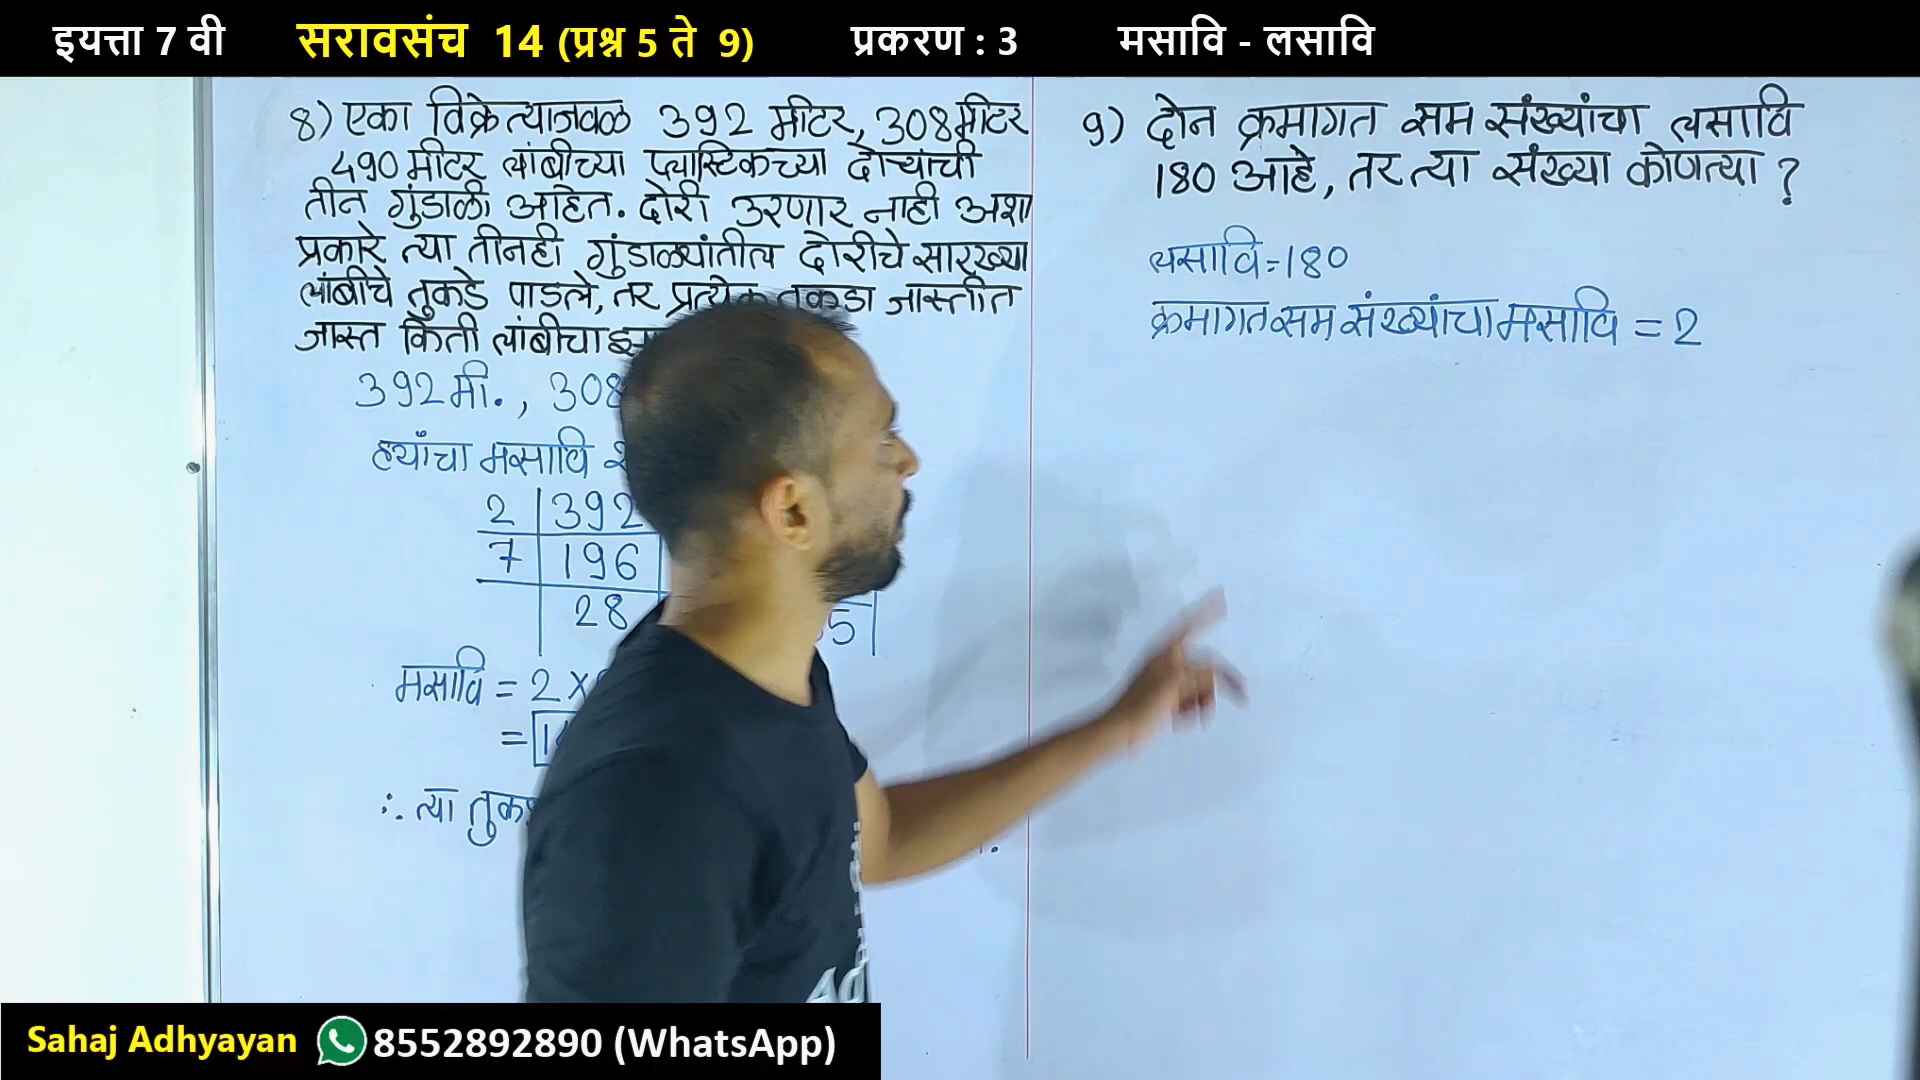 इयत्ता 7 वी सरावसंच 14 (प्रश्न 5 ते 9) प्रकरण : 3 मसावि - लसावि
8) एका विक्रेत्याजवळ 392 मीटर, 308 मीटर
490 मीटर लांबीच्या प्लास्टिकच्या दोऱ्यांची
तीन गुंडाळी आहेत. दोरी उरणार नाही अशा
प्रकारे त्या तीनही गुंडाळ्यांतील दोरीचे सारख्या
लांबीचे तुकडे पाडले, तर प्रत्येक तुकडा जास्तीत
जास्त किती लांबीचा
392 मी. , 308
ह्यांचा मसावि
2 392
7 196
28 5
मसावि = 2 ×
=
∴ त्या
9) दोन क्रमागत सम संख्यांचा लसावि
180 आहे, तर त्या संख्या कोणत्या ?
लसावि = 180
क्रमागत सम संख्यांचा मसावि = 2
Sahaj Adhyayan 8552892890 (WhatsApp)